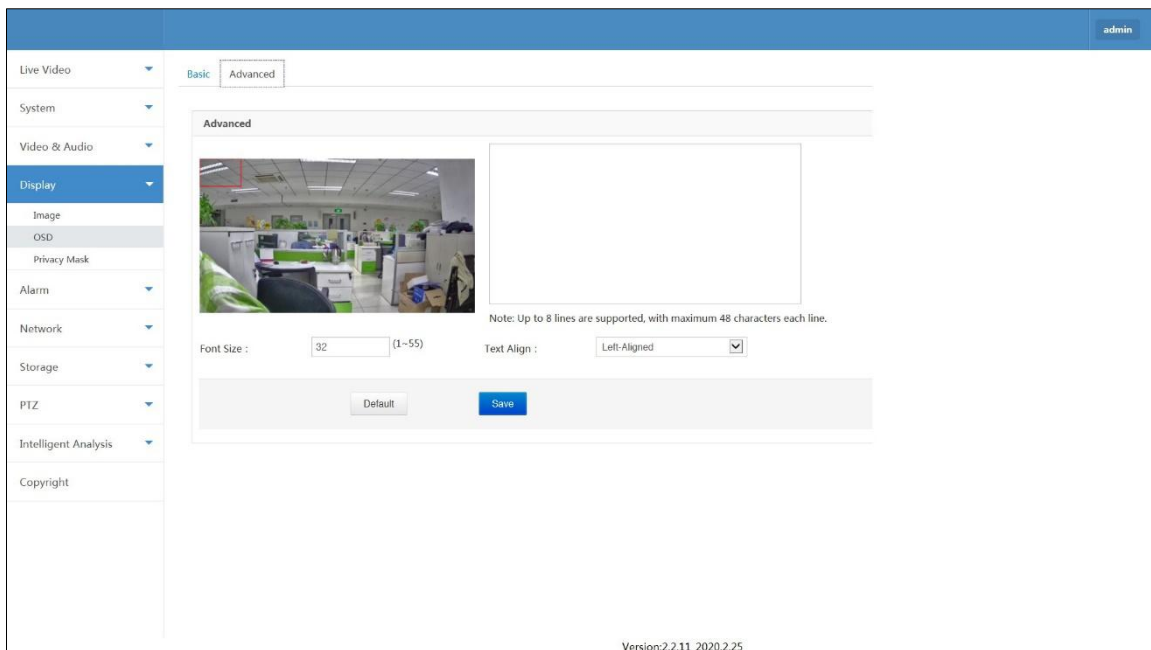 admin
Live Video
System
Video & Audio
Display
Image
OSD
Privacy Mask
Alarm
Network
Storage
PTZ
Intelligent Analysis
Copyright
Basic Advanced
Advanced
Note: Up to 8 lines are supported, with maximum 48 characters each line.
Font Size : 32 (1~55) Text Align : Left-Aligned
Default Save
Version:2.2.11_2020.2.25